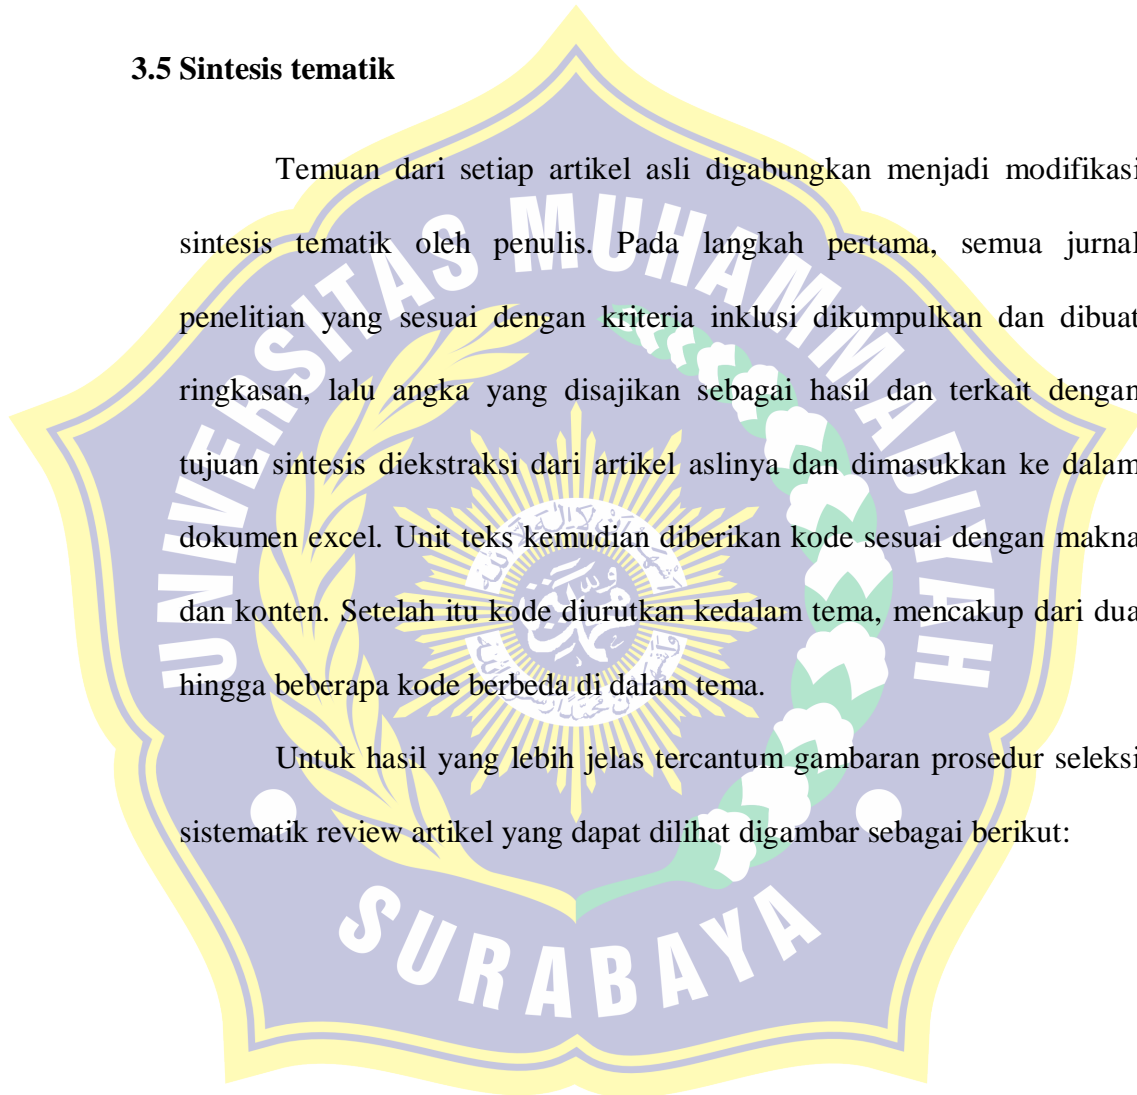 3.5 Sintesis tematik
Temuan dari setiap artikel asli digabungkan menjadi modifikasi
sintesis tematik oleh penulis. Pada langkah pertama, semua jurnal
penelitian yang sesuai dengan kriteria inklusi dikumpulkan dan dibuat
ringkasan, lalu angka yang disajikan sebagai hasil dan terkait dengan
tujuan sintesis diekstraksi dari artikel aslinya dan dimasukkan ke dalam
dokumen excel. Unit teks kemudian diberikan kode sesuai dengan makna
dan konten. Setelah itu kode diurutkan kedalam tema, mencakup dari dua
hingga beberapa kode berbeda di dalam tema.
Untuk hasil yang lebih jelas tercantum gambaran prosedur seleksi
sistematik review artikel yang dapat dilihat digambar sebagai berikut:
UNIVERSITAS MUHAMMADIYAH
SURABAYA